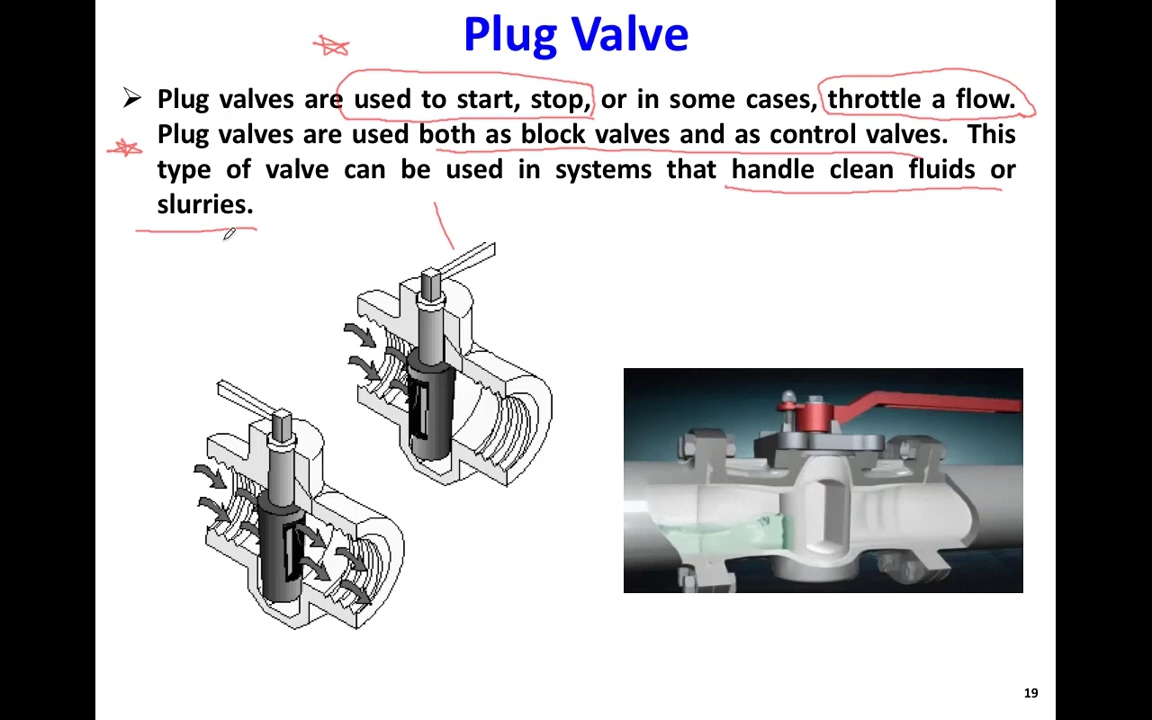 Plug Valve
➢ Plug valves are used to start, stop, or in some cases, throttle a flow.
Plug valves are used both as block valves and as control valves. This
type of valve can be used in systems that handle clean fluids or
slurries.
19